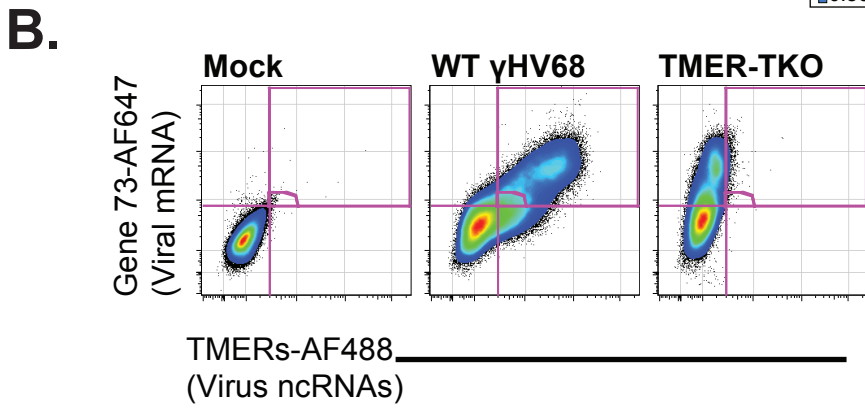 B.
Mock
WT γHV68
TMER-TKO
Gene 73-AF647
(Viral mRNA)
TMERs-AF488
(Virus ncRNAs)